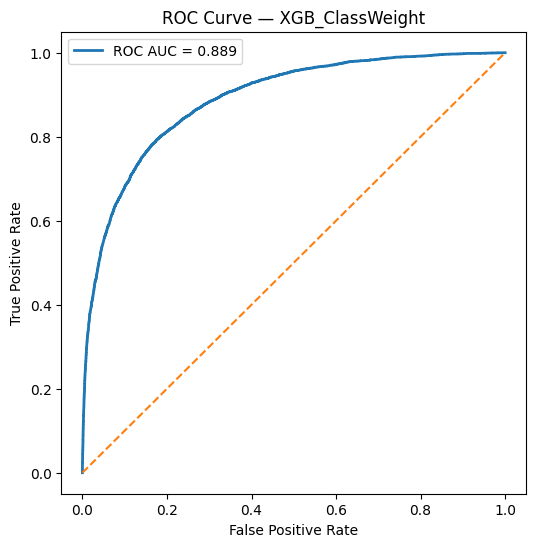 ROC Curve — XGB_ClassWeight
ROC AUC = 0.889
True Positive Rate
1.0
0.8
0.6
0.4
0.2
0.0
0.0 0.2 0.4 0.6 0.8 1.0
False Positive Rate